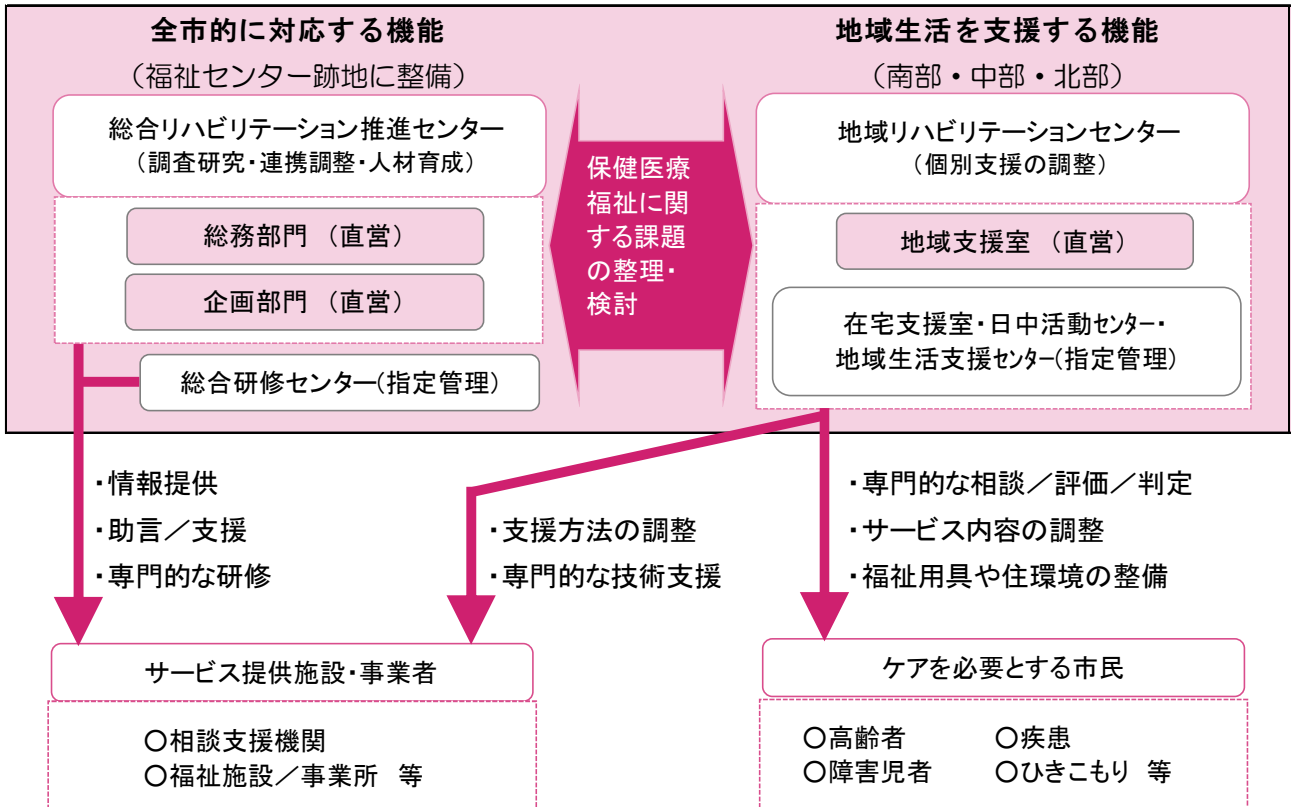 全市的に対応する機能
（福祉センター跡地に整備）
総合リハビリテーション推進センター
（調査研究・連携調整・人材育成）
総務部門 （直営）
企画部門 （直営）
総合研修センター(指定管理)
保健医療
福祉に関
する課題
の整理・
検討
地域生活を支援する機能
（南部・中部・北部）
地域リハビリテーションセンター
（個別支援の調整）
地域支援室 （直営）
在宅支援室・日中活動センター・
地域生活支援センター(指定管理)
・情報提供
・助言／支援
・専門的な研修
・支援方法の調整
・専門的な技術支援
・専門的な相談／評価／判定
・サービス内容の調整
・福祉用具や住環境の整備
サービス提供施設・事業者
〇相談支援機関
〇福祉施設／事業所 等
ケアを必要とする市民
〇高齢者 〇疾患
〇障害児者 〇ひきこもり 等